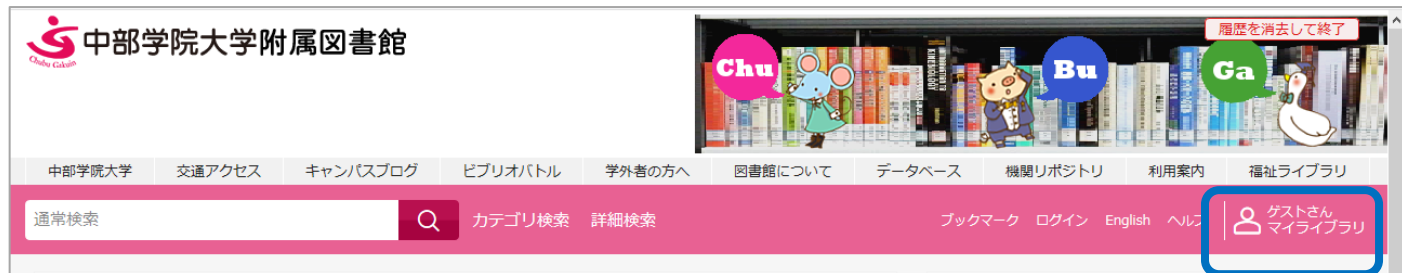 中部学院大学附属図書館
Chubu Gakuin
Chu
Bu
Ga
履歴を消去して終了
中部学院大学 交通アクセス キャンパスブログ ビブリオバトル 学外者の方へ 図書館について データベース 機関リポジトリ 利用案内 福祉ライブラリ
通常検索 カテゴリ検索 詳細検索 ブックマーク ログイン English ヘルプ
ゲストさん
マイライブラリ